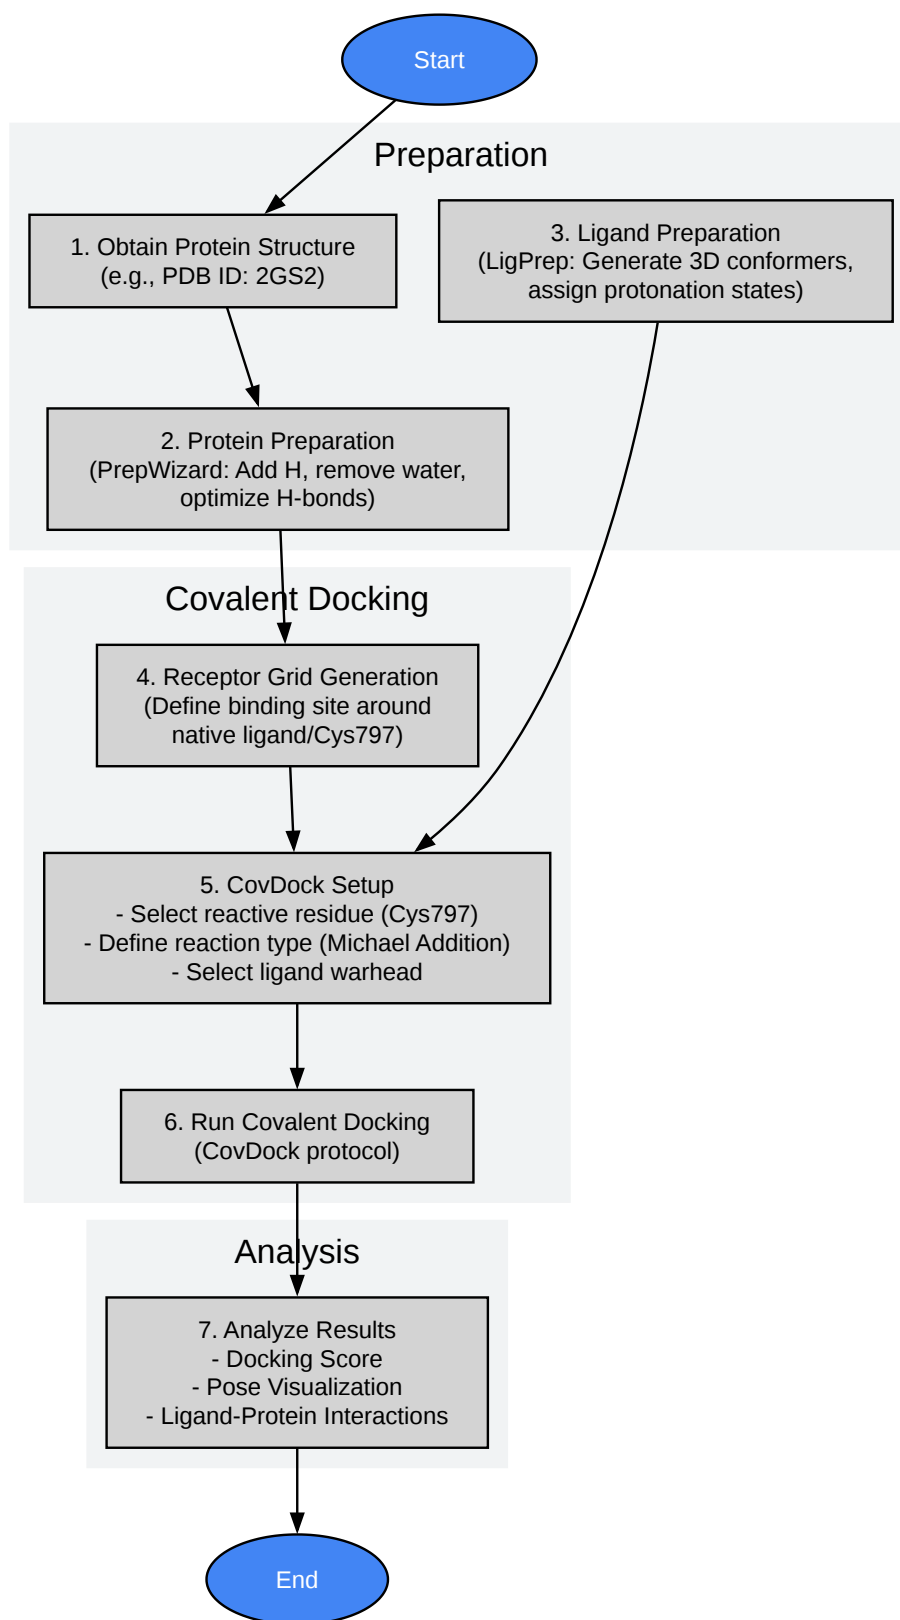 Start
Preparation
1. Obtain Protein Structure
(e.g., PDB ID: 2GS2)
3. Ligand Preparation
(LigPrep: Generate 3D conformers,
assign protonation states)
2. Protein Preparation
(PrepWizard: Add H, remove water,
optimize H-bonds)
Covalent Docking
4. Receptor Grid Generation
(Define binding site around
native ligand/Cys797)
5. CovDock Setup
- Select reactive residue (Cys797)
- Define reaction type (Michael Addition)
- Select ligand warhead
6. Run Covalent Docking
(CovDock protocol)
Analysis
7. Analyze Results
- Docking Score
- Pose Visualization
- Ligand-Protein Interactions
End